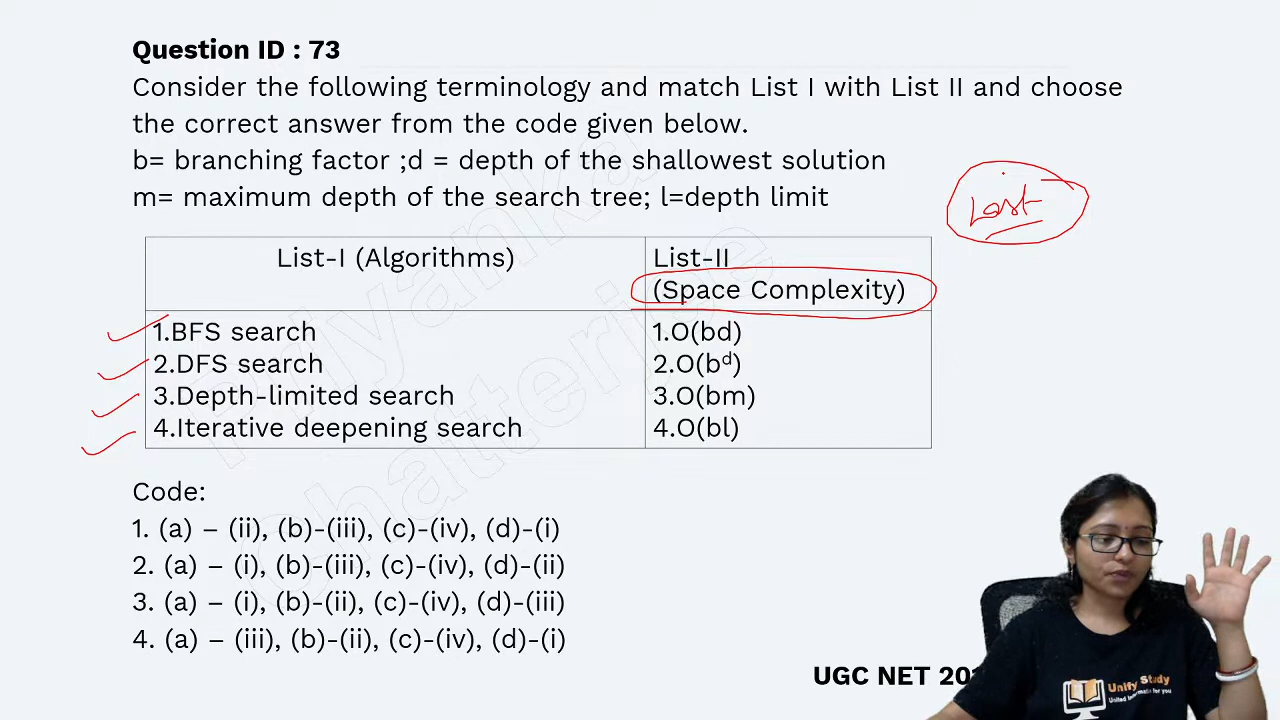 Question ID : 73
Consider the following terminology and match List I with List II and choose
the correct answer from the code given below.
b= branching factor ;d = depth of the shallowest solution
m= maximum depth of the search tree; l=depth limit
Last
List-I (Algorithms)
List-II
(Space Complexity)
1.BFS search
2.DFS search
3.Depth-limited search
4.Iterative deepening search
1.O(bd)
2.O(bᵈ)
3.O(bm)
4.O(bl)
Code:
1. (a) – (ii), (b)-(iii), (c)-(iv), (d)-(i)
2. (a) – (i), (b)-(iii), (c)-(iv), (d)-(ii)
3. (a) – (i), (b)-(ii), (c)-(iv), (d)-(iii)
4. (a) – (iii), (b)-(ii), (c)-(iv), (d)-(i)
UGC NET
Priyanka
Chatterjee
Unify Study